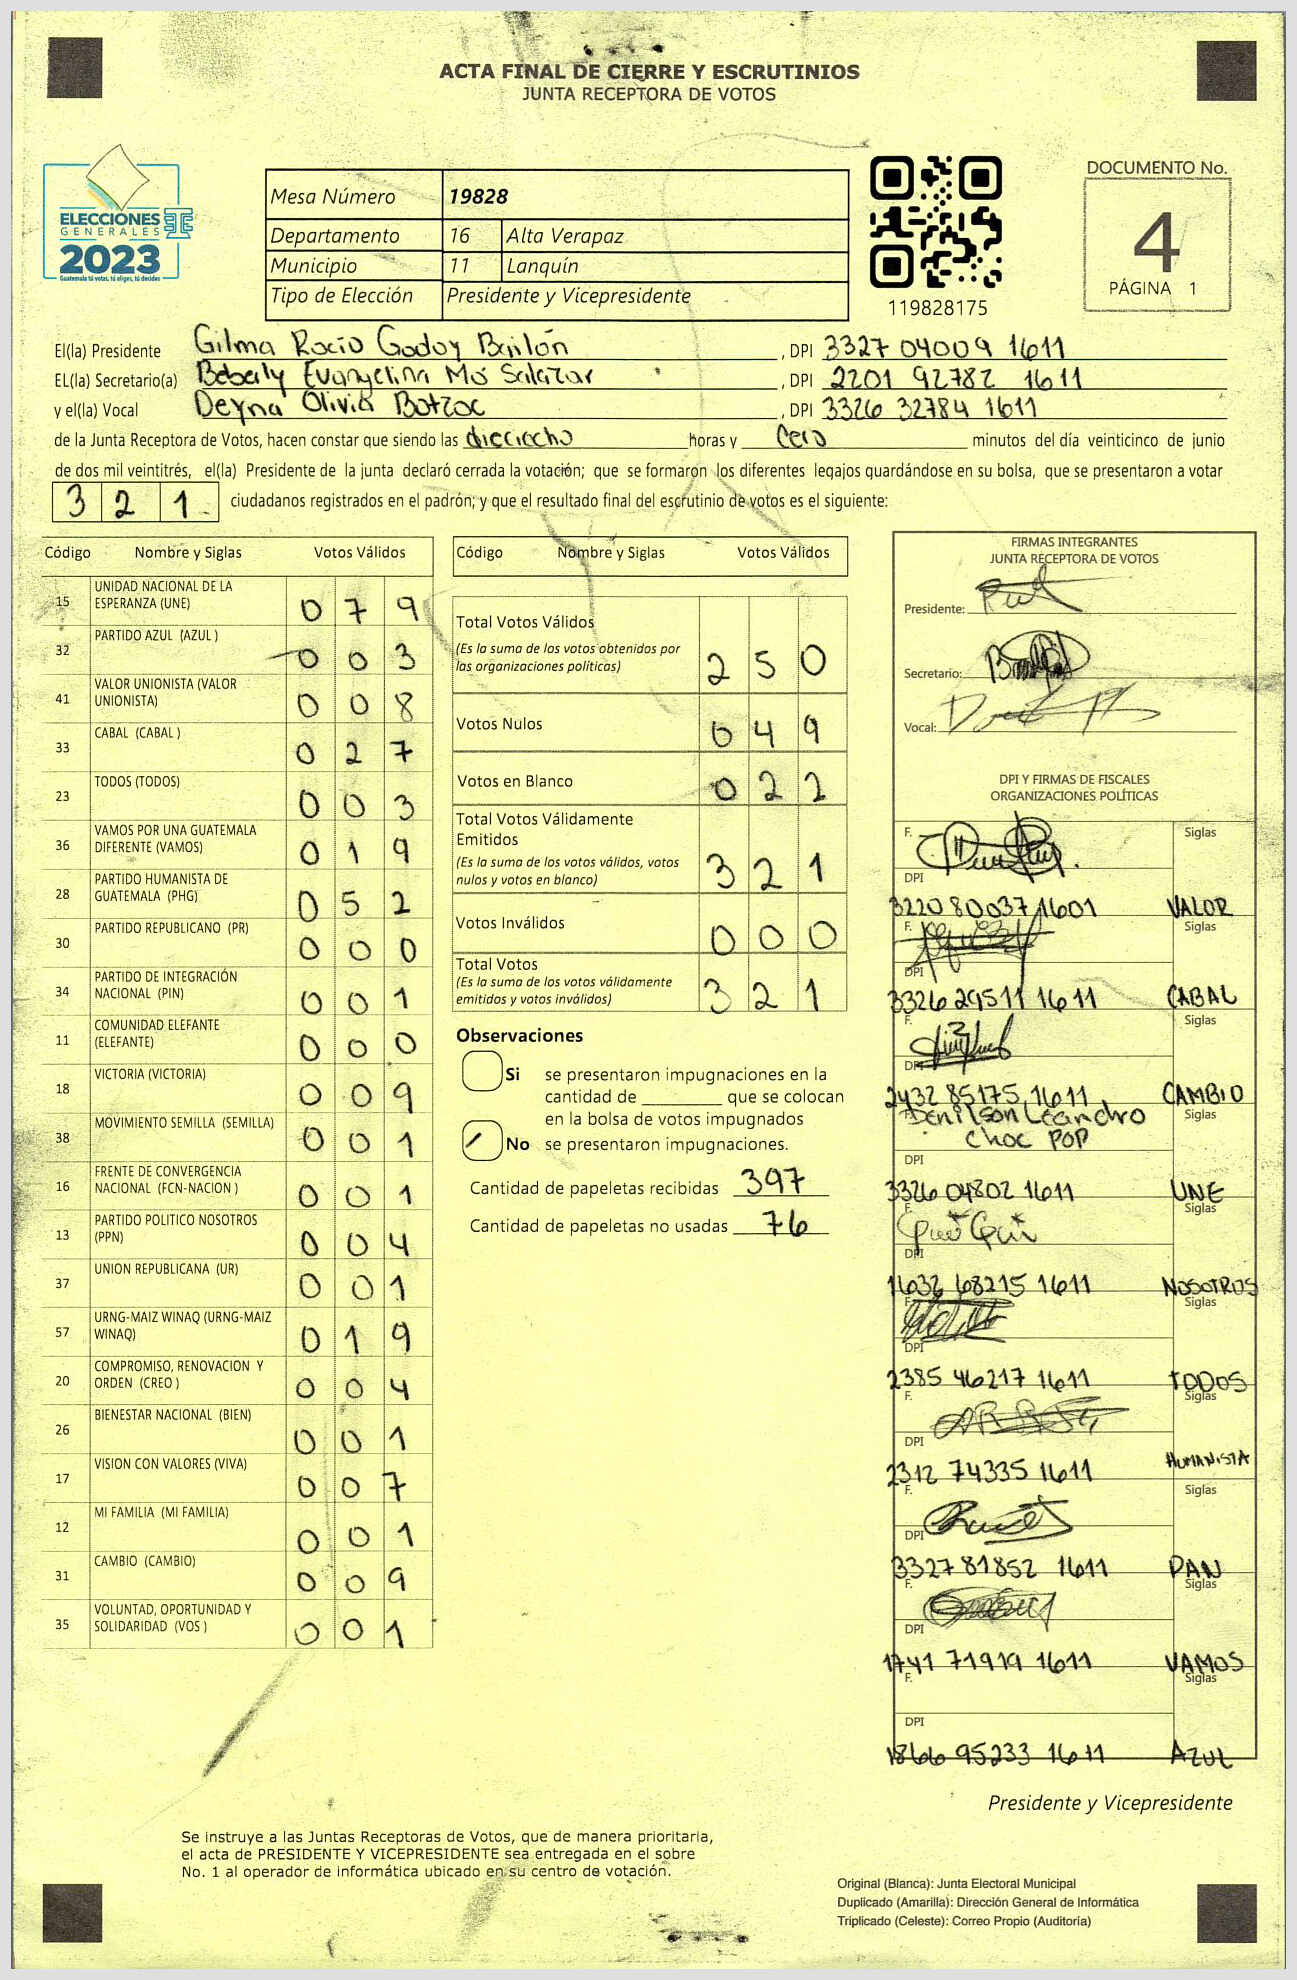 ACTA FINAL DE CIERRE Y ESCRUTINIOS
JUNTA RECEPTORA DE VOTOS
ELECCIONES
GENERALES
2023
Guatemala tú votas, tú eliges, tú decides
Mesa Número 19828
Departamento 16 Alta Verapaz
Municipio 11 Lanquín
Tipo de Elección Presidente y Vicepresidente
119828175
DOCUMENTO No.
4
PÁGINA 1
El(la) Presidente Gilma Rocío Godoy Bailón, DPI 3327 04009 1611
EL(la) Secretario(a) Beberly Evangelina Mó Salazar, DPI 2201 92782 1611
y el(la) Vocal Deyna Olivia Botzoc, DPI 3326 32784 1611
de la Junta Receptora de Votos, hacen constar que siendo las dieciocho horas y cero minutos del día veinticinco de junio
de dos mil veintitrés, el(la) Presidente de la junta declaró cerrada la votación; que se formaron los diferentes legajos guardándose en su bolsa, que se presentaron a votar
321 ciudadanos registrados en el padrón; y que el resultado final del escrutinio de votos es el siguiente:
Código Nombre y Siglas Votos Válidos
15 UNIDAD NACIONAL DE LA ESPERANZA (UNE) 0 7 9
32 PARTIDO AZUL (AZUL ) 0 0 3
41 VALOR UNIONISTA (VALOR UNIONISTA) 0 0 8
33 CABAL (CABAL ) 0 2 7
23 TODOS (TODOS) 0 0 3
36 VAMOS POR UNA GUATEMALA DIFERENTE (VAMOS) 0 1 9
28 PARTIDO HUMANISTA DE GUATEMALA (PHG) 0 5 2
30 PARTIDO REPUBLICANO (PR) 0 0 0
34 PARTIDO DE INTEGRACIÓN NACIONAL (PIN) 0 0 1
11 COMUNIDAD ELEFANTE (ELEFANTE) 0 0 0
18 VICTORIA (VICTORIA) 0 0 9
38 MOVIMIENTO SEMILLA (SEMILLA) 0 0 1
16 FRENTE DE CONVERGENCIA NACIONAL (FCN-NACION ) 0 0 1
13 PARTIDO POLITICO NOSOTROS (PPN) 0 0 4
37 UNION REPUBLICANA (UR) 0 0 1
57 URNG-MAIZ WINAQ (URNG-MAIZ WINAQ) 0 1 9
20 COMPROMISO, RENOVACION Y ORDEN (CREO ) 0 0 4
26 BIENESTAR NACIONAL (BIEN) 0 0 1
17 VISION CON VALORES (VIVA) 0 0 7
12 MI FAMILIA (MI FAMILIA) 0 0 1
31 CAMBIO (CAMBIO) 0 0 9
35 VOLUNTAD, OPORTUNIDAD Y SOLIDARIDAD (VOS ) 0 0 1
Código Nombre y Siglas Votos Válidos
Total Votos Válidos
(Es la suma de los votos obtenidos por
las organizaciones políticas) 2 5 0
Votos Nulos 0 4 9
Votos en Blanco 0 2 2
Total Votos Válidamente
Emitidos
(Es la suma de los votos válidos, votos
nulos y votos en blanco) 3 2 1
Votos Inválidos 0 0 0
Total Votos
(Es la suma de los votos válidamente
emitidos y votos inválidos) 3 2 1
Observaciones
Si se presentaron impugnaciones en la
cantidad de ________ que se colocan
en la bolsa de votos impugnados
No se presentaron impugnaciones.
Cantidad de papeletas recibidas 397
Cantidad de papeletas no usadas 76
FIRMAS INTEGRANTES
JUNTA RECEPTORA DE VOTOS
Presidente:
Secretario:
Vocal:
DPI Y FIRMAS DE FISCALES
ORGANIZACIONES POLÍTICAS
F. Siglas
DPI
3220 80037 1601 VALOR
F. Siglas
DPI
3326 29511 1611 CABAL
F. Siglas
DPI
2432 85175 1611 CAMBIO
F. Denilson Leandro Siglas
Choc POP
DPI
3326 04802 1611 UNE
F. Siglas
DPI
1632 68215 1611 NOSOTROS
F. Siglas
DPI
2385 46217 1611 TODOS
F. Siglas
DPI
2312 74335 1611 HUMANISTA
F. Siglas
DPI
3327 81852 1611 PAN
F. Siglas
DPI
1741 71919 1611 VAMOS
F. Siglas
DPI
1866 95233 1611 AZUL
Presidente y Vicepresidente
Se instruye a las Juntas Receptoras de Votos, que de manera prioritaria,
el acta de PRESIDENTE Y VICEPRESIDENTE sea entregada en el sobre
No. 1 al operador de informática ubicado en su centro de votación.
Original (Blanca): Junta Electoral Municipal
Duplicado (Amarilla): Dirección General de Informática
Triplicado (Celeste): Correo Propio (Auditoría)